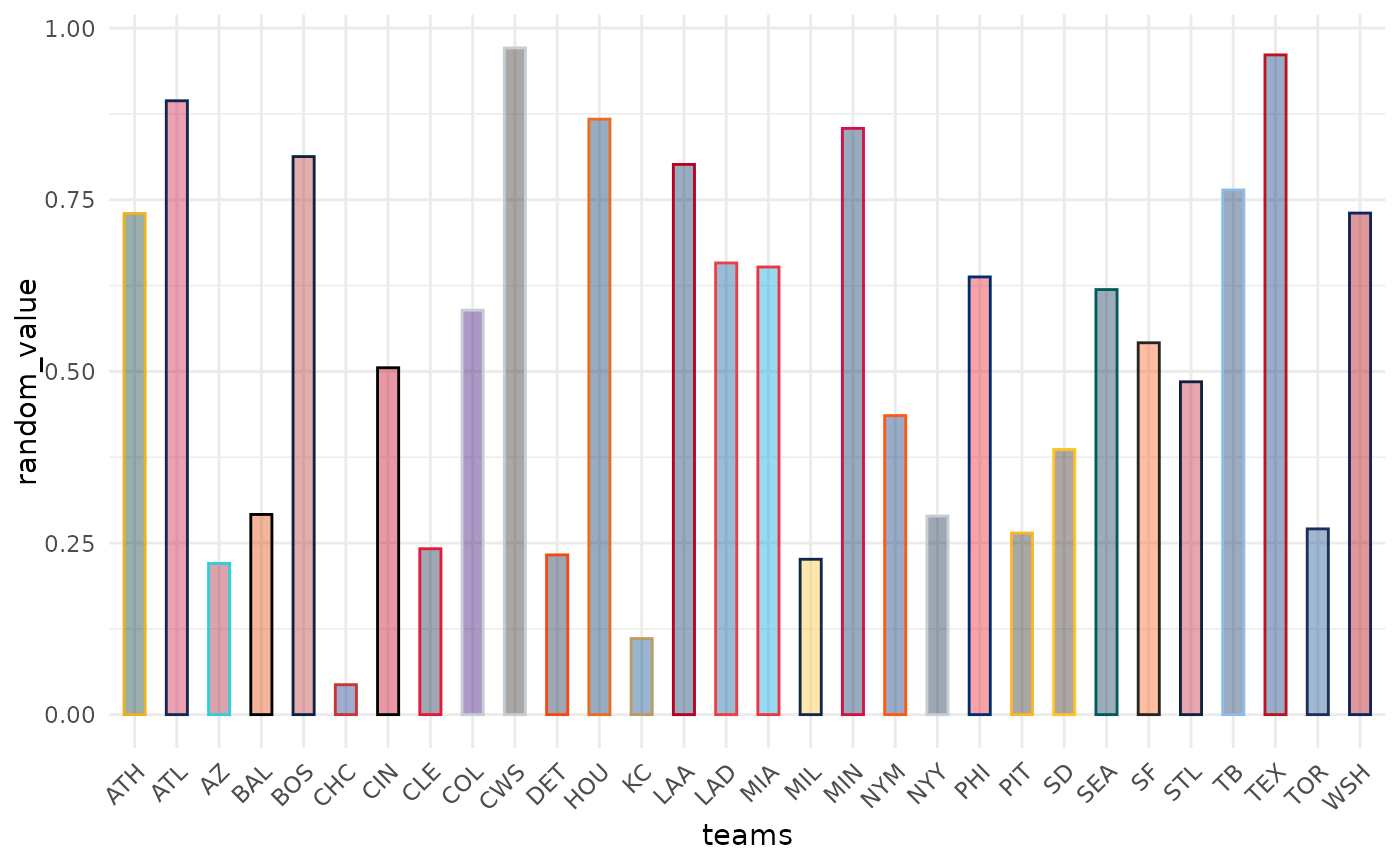 1.00
0.75
0.50
0.25
0.00
random_value
ATH
ATL
AZ
BAL
BOS
CHC
CIN
CLE
COL
CWS
DET
HOU
KC
LAA
LAD
MIA
MIL
MIN
NYM
NYY
PHI
PIT
SD
SEA
SF
STL
TB
TEX
TOR
WSH
teams